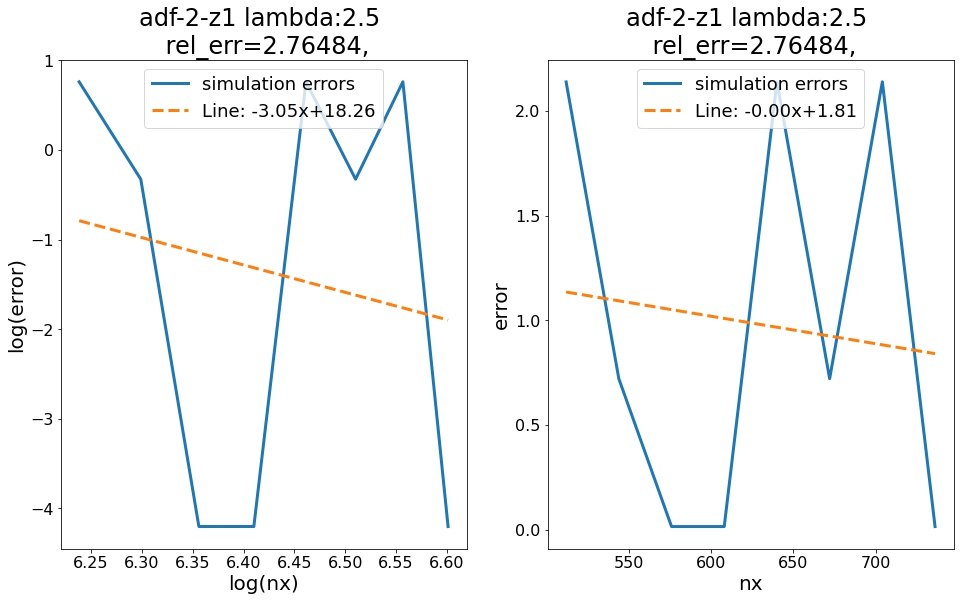 adf-2-z1 lambda:2.5
rel_err=2.76484,
simulation errors
Line: -3.05x+18.26
1
0
−1
−2
−3
−4
log(error)
6.25 6.30 6.35 6.40 6.45 6.50 6.55 6.60
log(nx)
adf-2-z1 lambda:2.5
rel_err=2.76484,
simulation errors
Line: -0.00x+1.81
2.0
1.5
1.0
0.5
0.0
error
550 600 650 700
nx